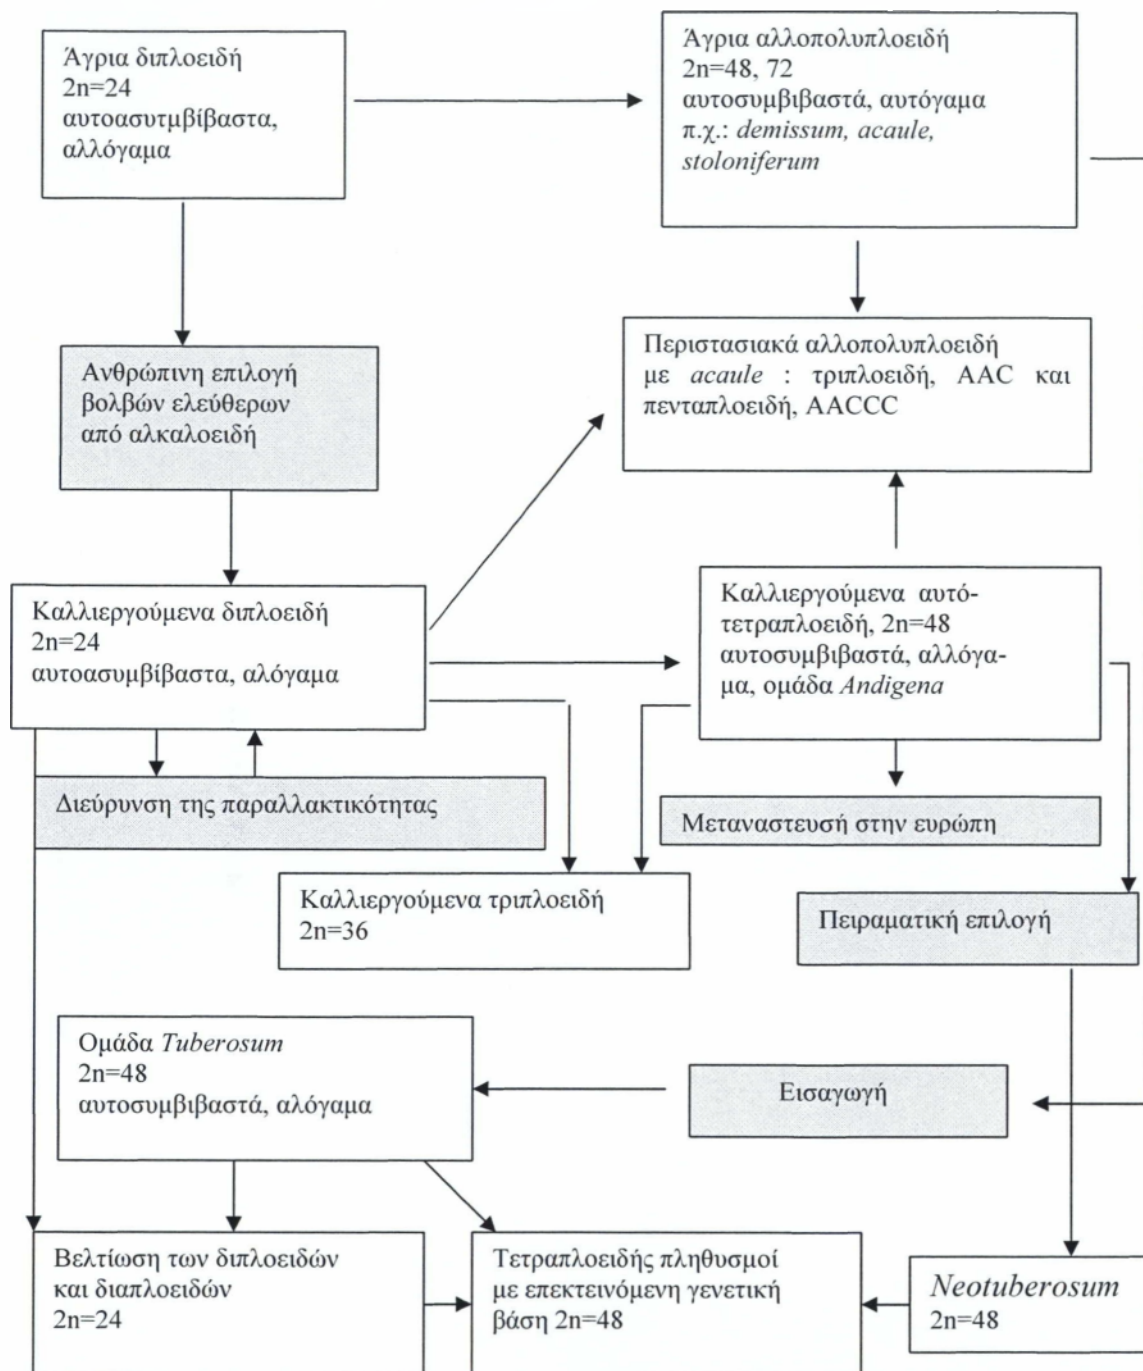 Άγρια διπλοειδή
2n=24
αυτοασυτμβίβαστα,
αλλόγαμα
Άγρια αλλοπολυπλοειδή
2n=48, 72
αυτοσυμβιβαστά, αυτόγαμα
π.χ.: demissum, acaule,
stoloniferum
Ανθρώπινη επιλογή
βολβών ελεύθερων
από αλκαλοειδή
Περιστασιακά αλλοπολυπλοειδή
με acaule : τριπλοειδή, AAC και
πενταπλοειδή, AACCC
Καλλιεργούμενα διπλοειδή
2n=24
αυτοασυμβίβαστα, αλόγαμα
Καλλιεργούμενα αυτό-
τετραπλοειδή, 2n=48
αυτοσυμβιβαστά, αλλόγα-
μα, ομάδα Andigena
Διεύρυνση της παραλλακτικότητας
Μεταναστευσή στην ευρώπη
Καλλιεργούμενα τριπλοειδή
2n=36
Πειραματική επιλογή
Ομάδα Tuberosum
2n=48
αυτοσυμβιβαστά, αλόγαμα
Εισαγωγή
Βελτίωση των διπλοειδών
και διαπλοειδών
2n=24
Τετραπλοειδής πληθυσμοί
με επεκτεινόμενη γενετική
βάση 2n=48
Neotuberosum
2n=48